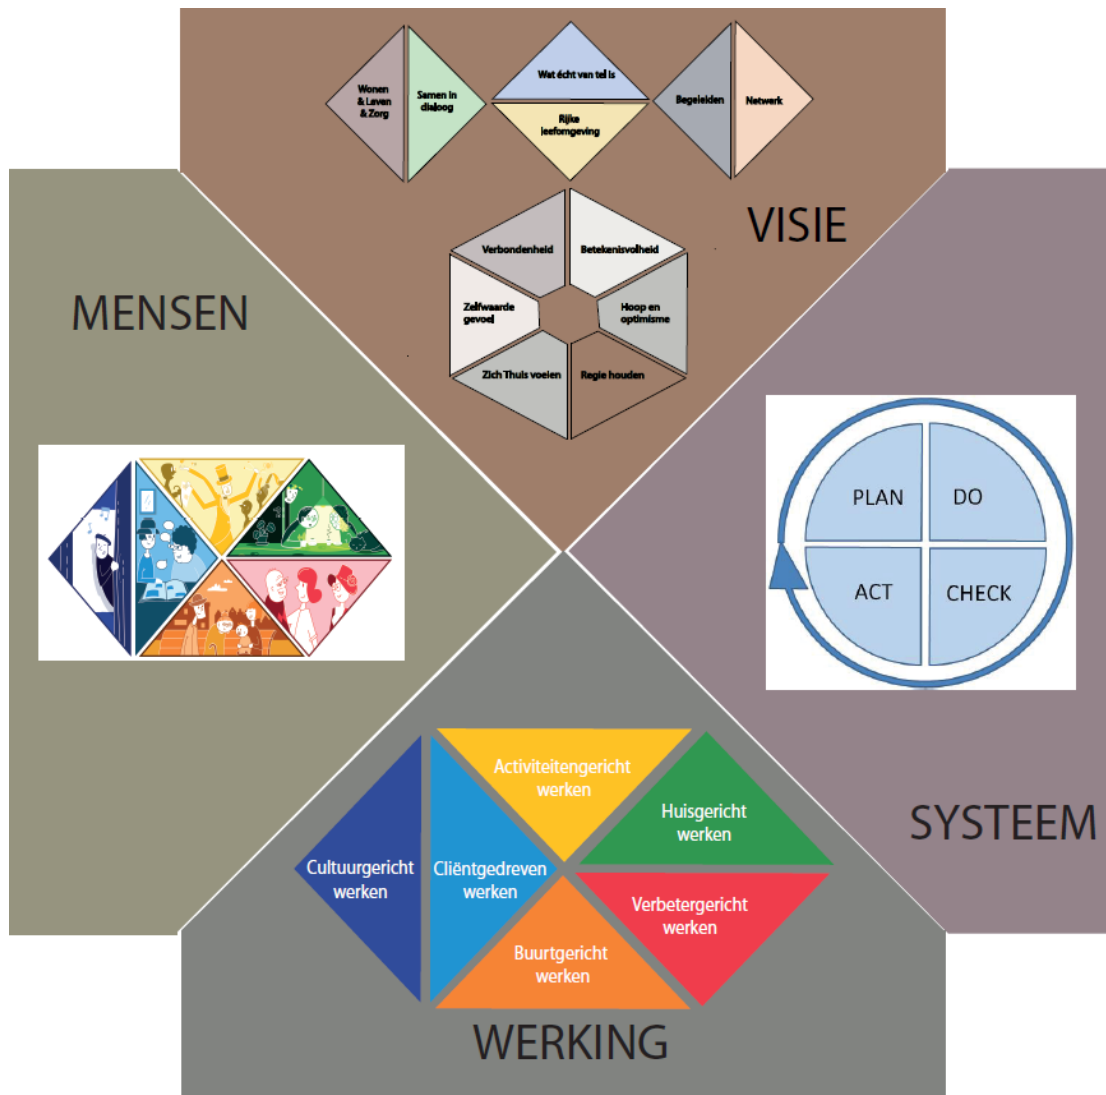 Wonen
& Leven
& Zorg
Samen in
dialoog
Wat écht van tel is
Rijke
leefomgeving
Begeleiden
Netwerk
VISIE
Verbondenheid
Betekenisvolheid
Zelfwaarde
gevoel
Hoop en
optimisme
Zich Thuis voelen
Regie houden
MENSEN
PLAN
DO
ACT
CHECK
SYSTEEM
Activiteitengericht
werken
Huisgericht
werken
Cultuurgericht
werken
Cliëntgedreven
werken
Verbetergericht
werken
Buurtgericht
werken
WERKING